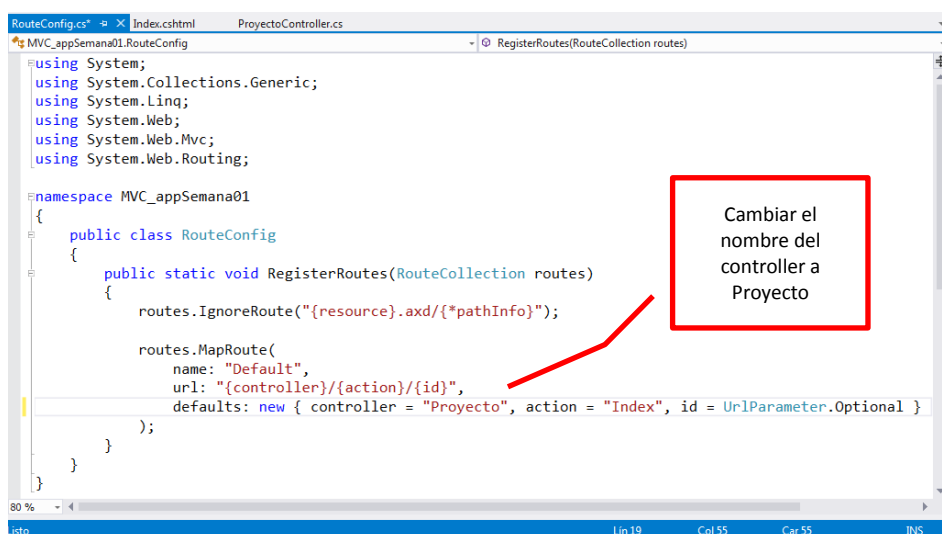 RouteConfig.cs* Index.cshtml ProyectoController.cs
MVC_appSemana01.RouteConfig RegisterRoutes(RouteCollection routes)
using System;
using System.Collections.Generic;
using System.Linq;
using System.Web;
using System.Web.Mvc;
using System.Web.Routing;
namespace MVC_appSemana01
{
public class RouteConfig
{
public static void RegisterRoutes(RouteCollection routes)
{
routes.IgnoreRoute("{resource}.axd/{*pathInfo}");
routes.MapRoute(
name: "Default",
url: "{controller}/{action}/{id}",
defaults: new { controller = "Proyecto", action = "Index", id = UrlParameter.Optional }
);
}
}
}
Cambiar el
nombre del
controller a
Proyecto
80 %
isto Lín 19 Col 55 Car 55 INS